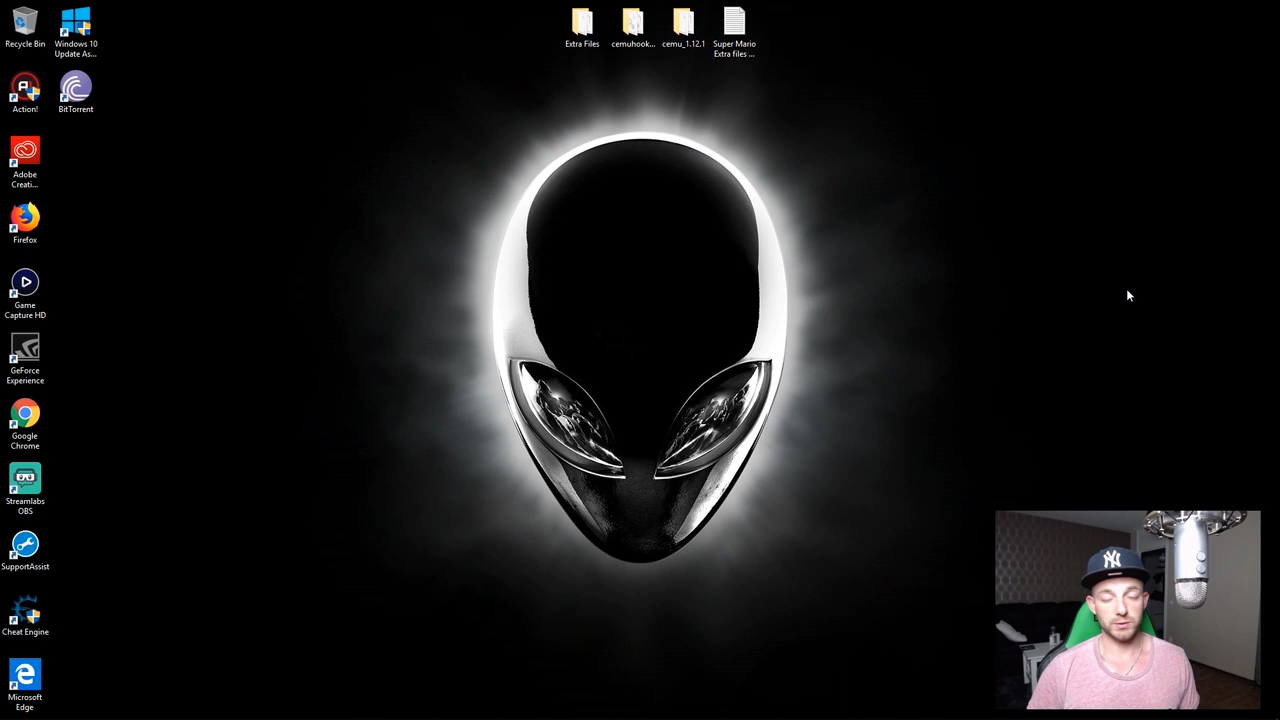 Recycle Bin
Windows 10
Update As...
Extra Files
cemuhook...
cemu_1.12.1
Super Mario
Extra files ...
Action!
BitTorrent
Adobe
Creati...
Firefox
Game
Capture HD
GeForce
Experience
Google
Chrome
Streamlabs
OBS
SupportAssist
Cheat Engine
Microsoft
Edge
NY